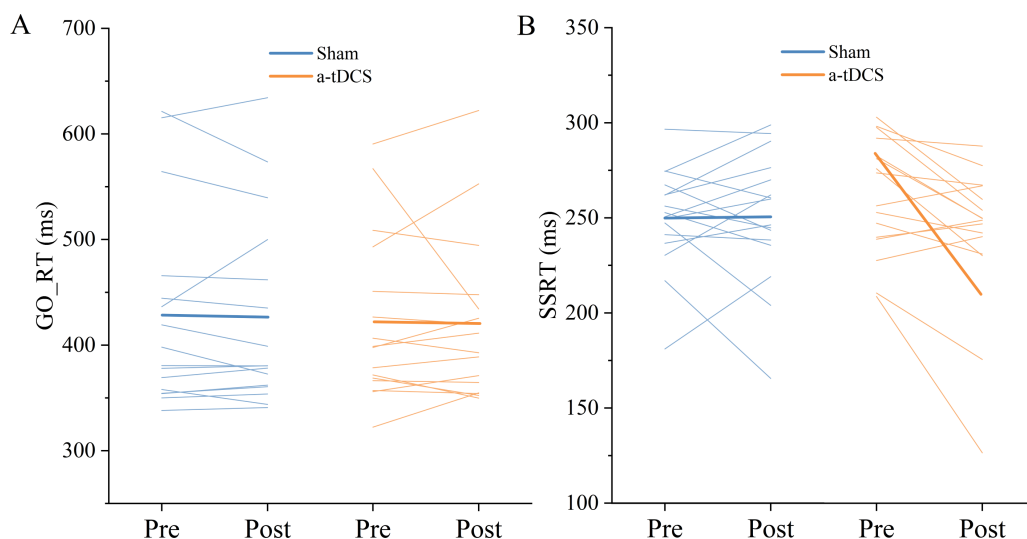 A
GO_RT (ms)
700
600
500
400
300
Sham
a-tDCS
Pre
Post
Pre
Post
B
SSRT (ms)
350
300
250
200
150
100
Sham
a-tDCS
Pre
Post
Pre
Post